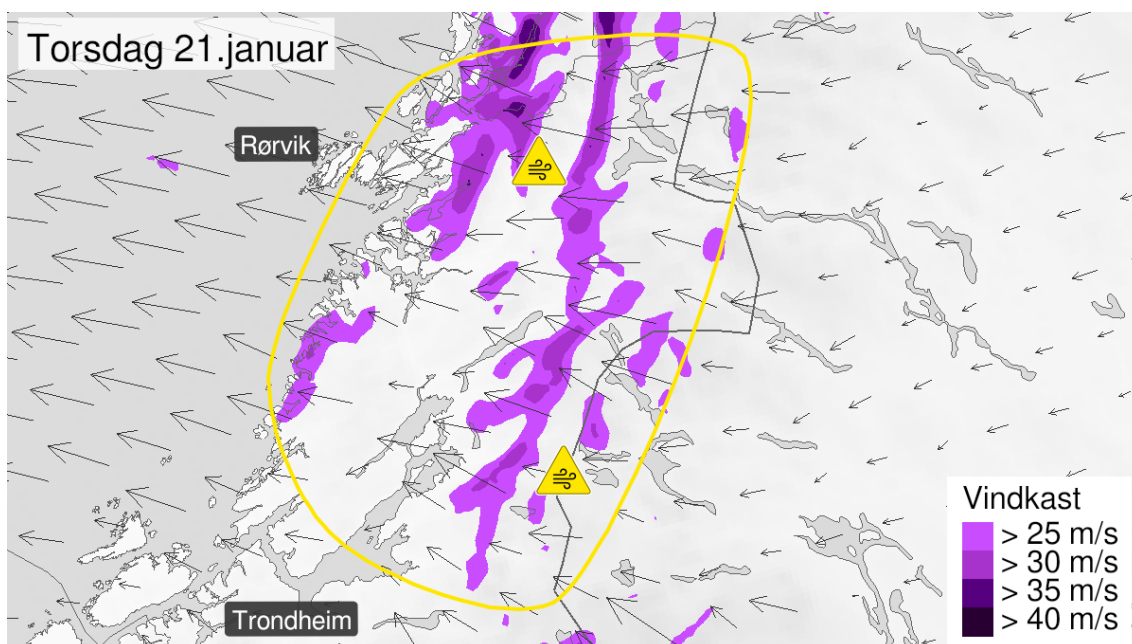 Torsdag 21.januar
Rørvik
Trondheim
Vindkast
> 25 m/s
> 30 m/s
> 35 m/s
> 40 m/s